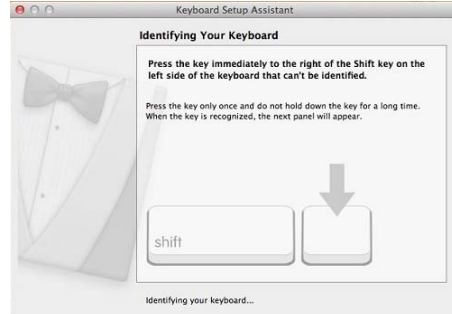 Keyboard Setup Assistant
Identifying Your Keyboard
Press the key immediately to the right of the Shift key on the
left side of the keyboard that can't be identified.
Press the key only once and do not hold down the key for a long time.
When the key is recognized, the next panel will appear.
shift
Identifying your keyboard...